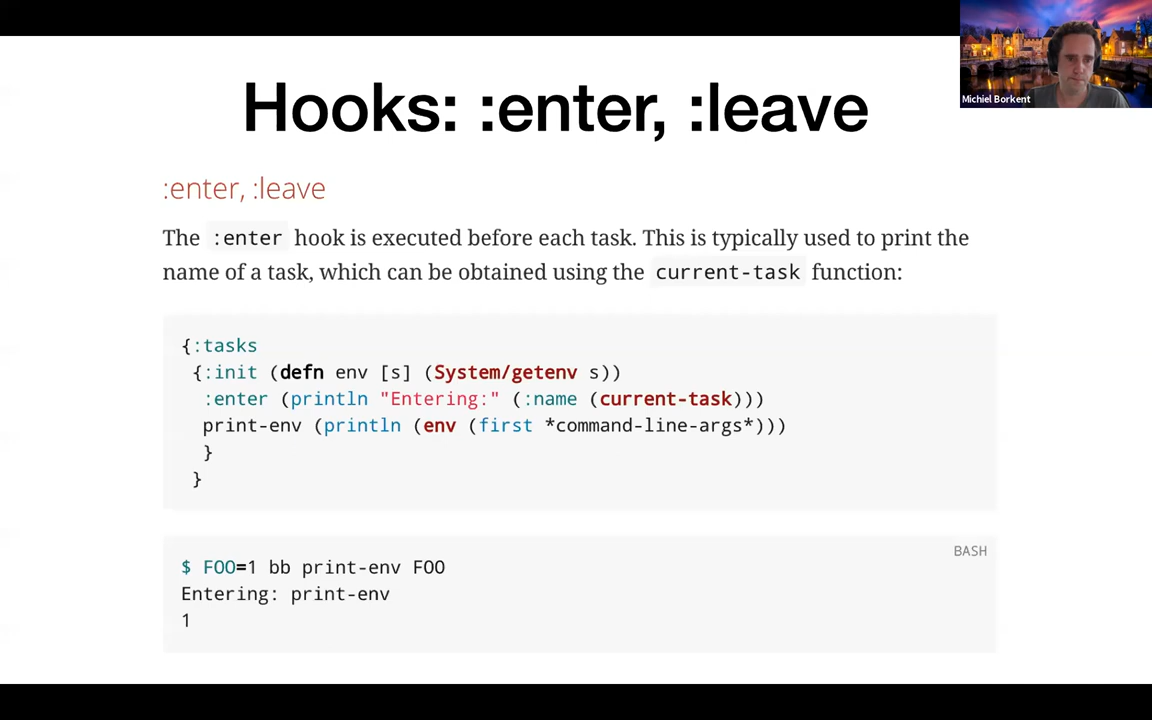 Hooks: :enter, :leave
Michiel Borkent
:enter, :leave
The :enter hook is executed before each task. This is typically used to print the
name of a task, which can be obtained using the current-task function:
{:tasks
{:init (defn env [s] (System/getenv s))
:enter (println "Entering:" (:name (current-task)))
print-env (println (env (first *command-line-args*)))
}
}
BASH
$ FOO=1 bb print-env FOO
Entering: print-env
1